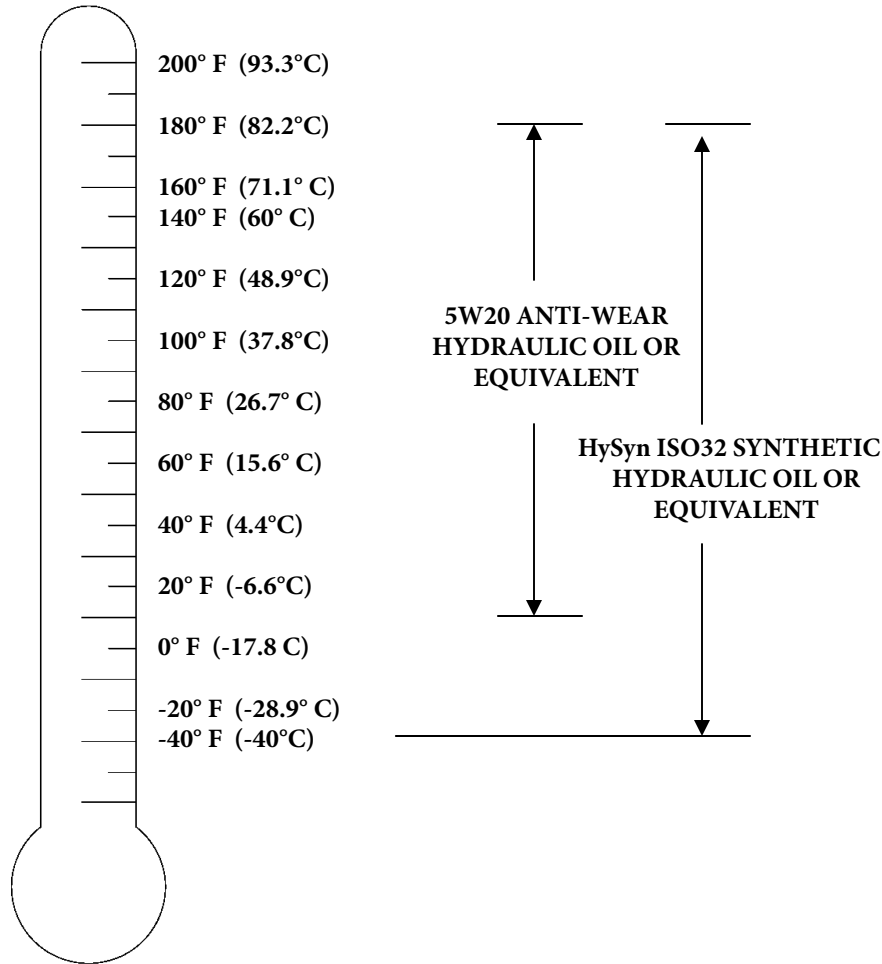 200° F (93.3°C)
180° F (82.2°C)
160° F (71.1° C)
140° F (60° C)
120° F (48.9°C)
100° F (37.8°C)
80° F (26.7° C)
60° F (15.6° C)
40° F (4.4°C)
20° F (-6.6°C)
0° F (-17.8 C)
-20° F (-28.9° C)
-40° F (-40°C)
5W20 ANTI-WEAR
HYDRAULIC OIL OR
EQUIVALENT
HySyn ISO32 SYNTHETIC
HYDRAULIC OIL OR
EQUIVALENT